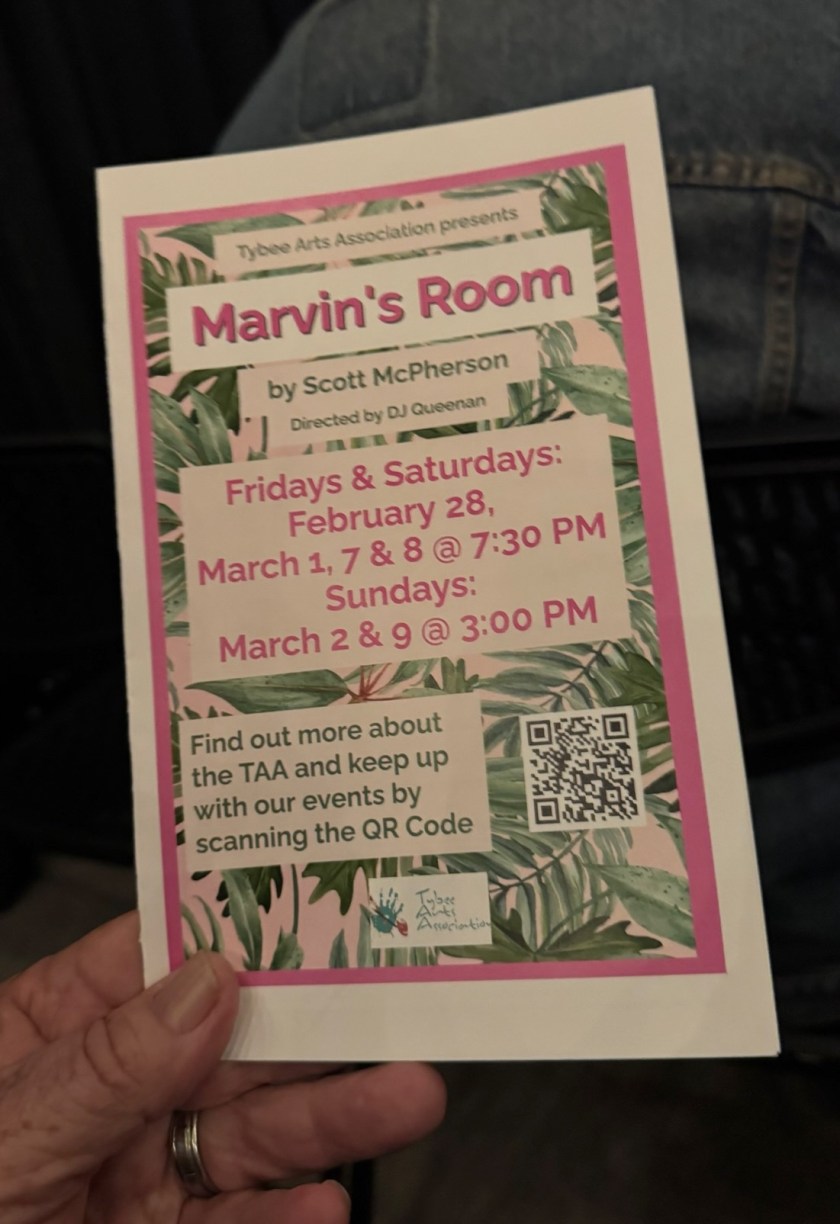 Tybee Arts Association presents
Marvin's Room
by Scott McPherson
Directed by DJ Queenan
Fridays & Saturdays:
February 28,
March 1, 7 & 8 @ 7:30 PM
Sundays:
March 2 & 9 @ 3:00 PM
Find out more about
the TAA and keep up
with our events by
scanning the QR Code
Tybee
Arts
Association